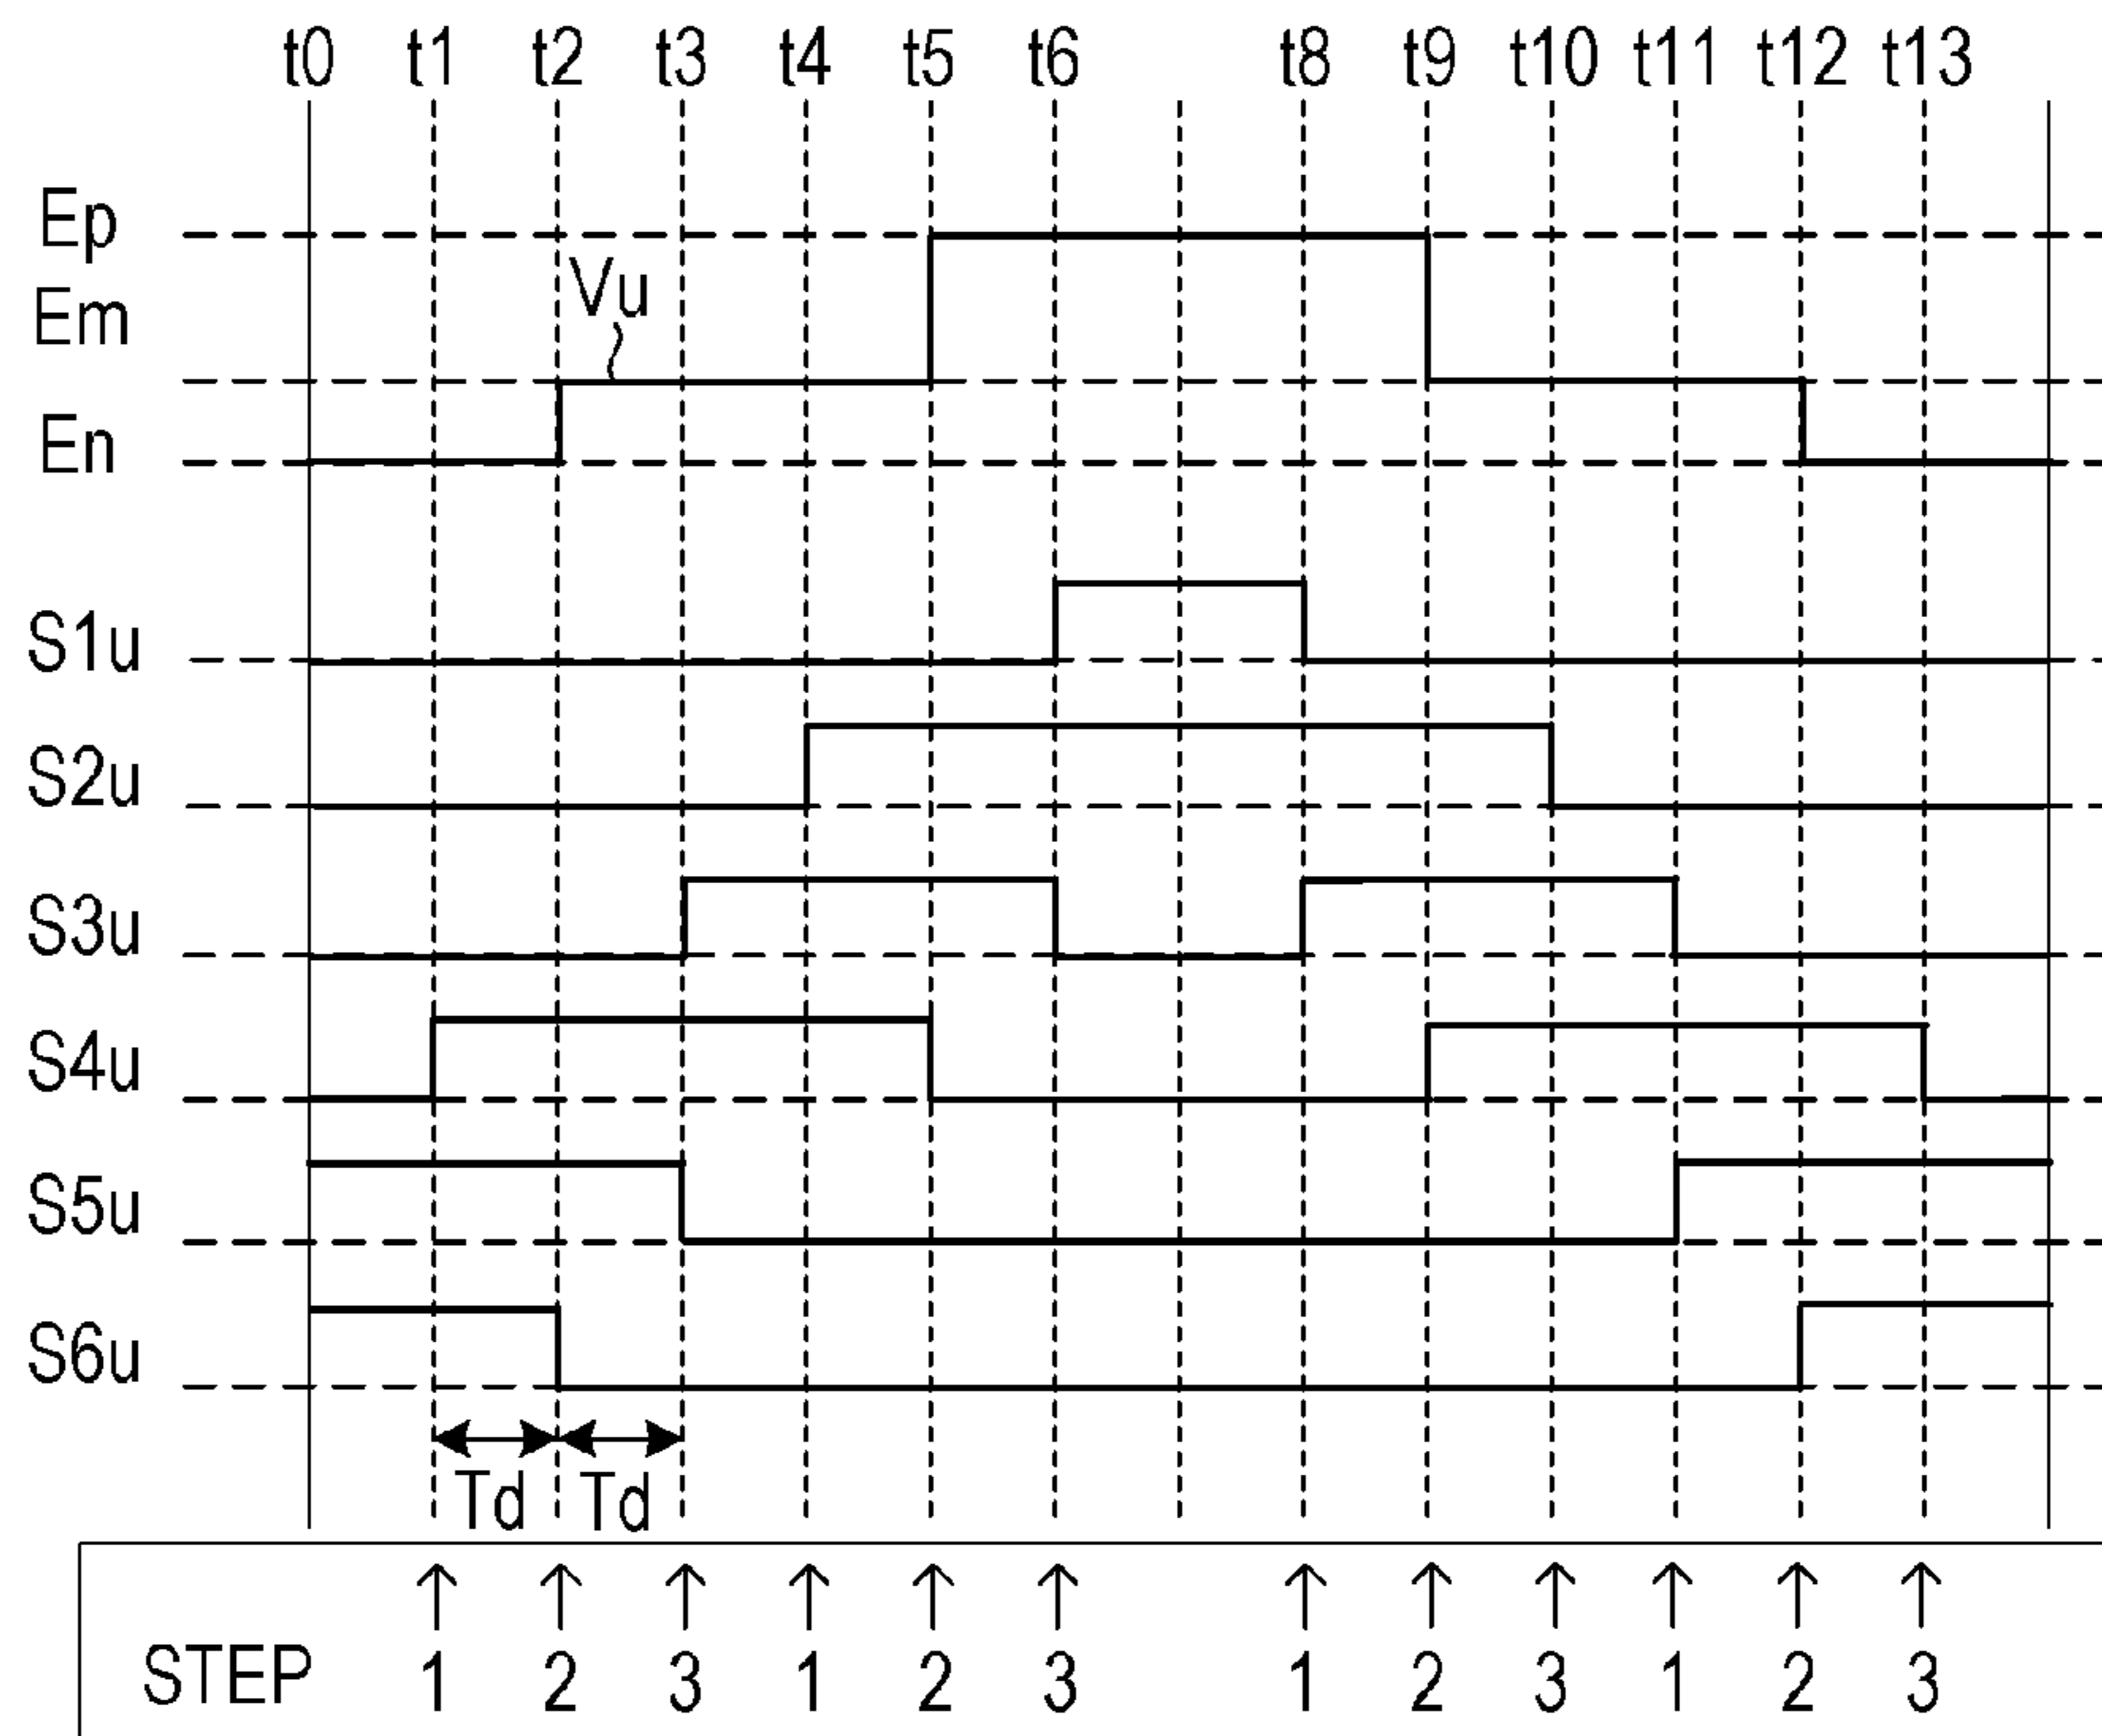 t0 t1 t2 t3 t4 t5 t6 t8 t9 t10 t11 t12 t13
Ep
Vu
Em
En
S1u
S2u
S3u
S4u
S5u
S6u
Td Td
STEP 1 2 3 1 2 3 1 2 3 1 2 3